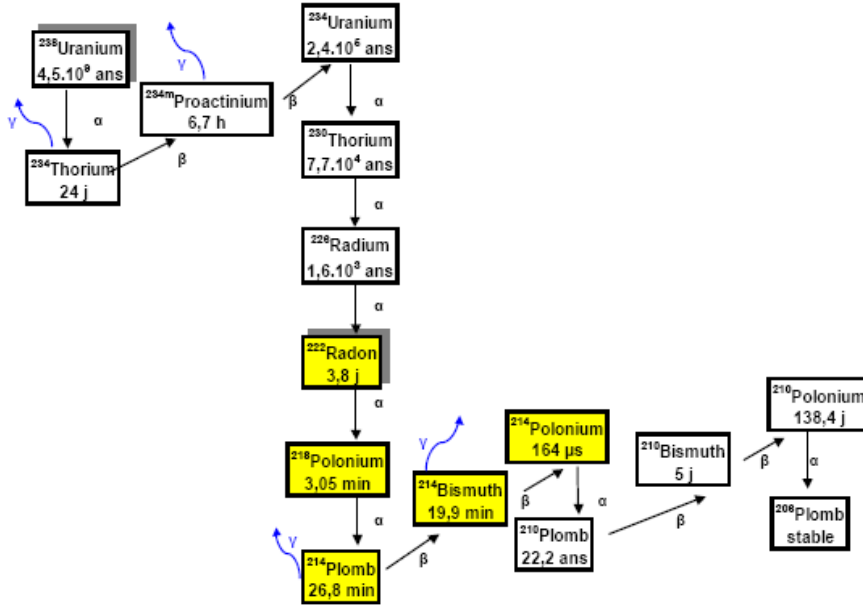 ²³⁸Uranium
4,5.10⁹ ans
α
γ
²³⁴Thorium
24 j
β
γ
²³⁴ᵐProactinium
6,7 h
β
²³⁴Uranium
2,4.10⁵ ans
α
²³⁰Thorium
7,7.10⁴ ans
α
²²⁶Radium
1,6.10³ ans
α
²²²Radon
3,8 j
α
²¹⁸Polonium
3,05 min
α
γ
²¹⁴Plomb
26,8 min
β
γ
²¹⁴Bismuth
19,9 min
β
²¹⁴Polonium
164 µs
α
²¹⁰Plomb
22,2 ans
β
²¹⁰Bismuth
5 j
β
²¹⁰Polonium
138,4 j
α
²⁰⁶Plomb
stable